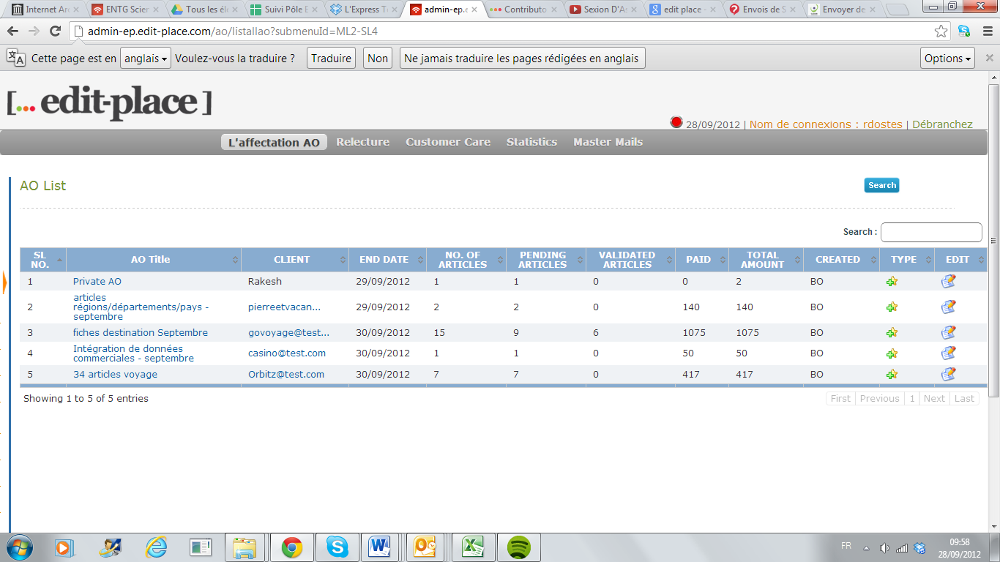 Internet Ar
ENTG Scien
Tous les élé
Suivi Pôle E
L'Express T
admin-ep.e
Contributo
Sexion D'As
edit place -
Envois de S
Envoyer de
admin-ep.edit-place.com/ao/listallao?submenuId=ML2-SL4
Cette page est en anglais Voulez-vous la traduire ? Traduire Non Ne jamais traduire les pages rédigées en anglais Options
[... edit-place ]
28/09/2012 | Nom de connexions : rdostes | Débranchez
L'affectation AO Relecture Customer Care Statistics Master Mails
AO List Search
Search :
SL NO. AO Title CLIENT END DATE NO. OF ARTICLES PENDING ARTICLES VALIDATED ARTICLES PAID TOTAL AMOUNT CREATED TYPE EDIT
1 Private AO Rakesh 29/09/2012 1 1 0 0 2 BO
2 articles régions/départements/pays - septembre pierreetvacan... 29/09/2012 2 2 0 140 140 BO
3 fiches destination Septembre govoyage@test... 30/09/2012 15 9 6 1075 1075 BO
4 Intégration de données commerciales - septembre casino@test.com 30/09/2012 1 1 0 50 50 BO
5 34 articles voyage Orbitz@test.com 30/09/2012 7 7 0 417 417 BO
Showing 1 to 5 of 5 entries First Previous 1 Next Last
FR 09:58
28/09/2012